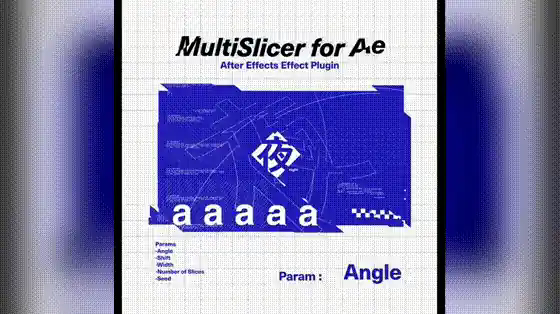 MultiSlicer for Ae
After Effects Effect Plugin
夜
a a a a a
Params
-Angle
-Shift
-Width
-Number of Slices
-Seed
Param : Angle